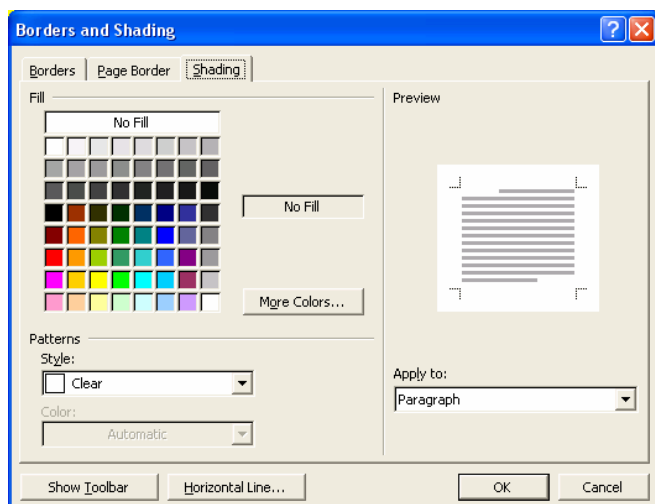 Borders and Shading
Borders Page Border Shading
Fill
No Fill
No Fill
More Colors...
Patterns
Style:
Clear
Color:
Automatic
Preview
Apply to:
Paragraph
Show Toolbar Horizontal Line... OK Cancel